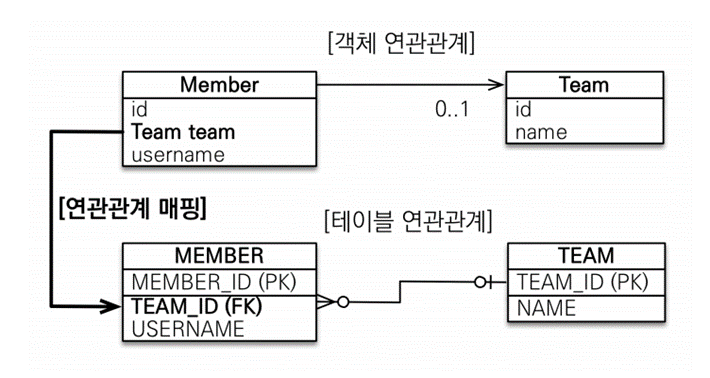 [객체 연관관계]
Member
Team
id
Team team
username
0..1
id
name
[연관관계 매핑]
[테이블 연관관계]
MEMBER
MEMBER_ID (PK)
TEAM_ID (FK)
USERNAME
TEAM
TEAM_ID (PK)
NAME